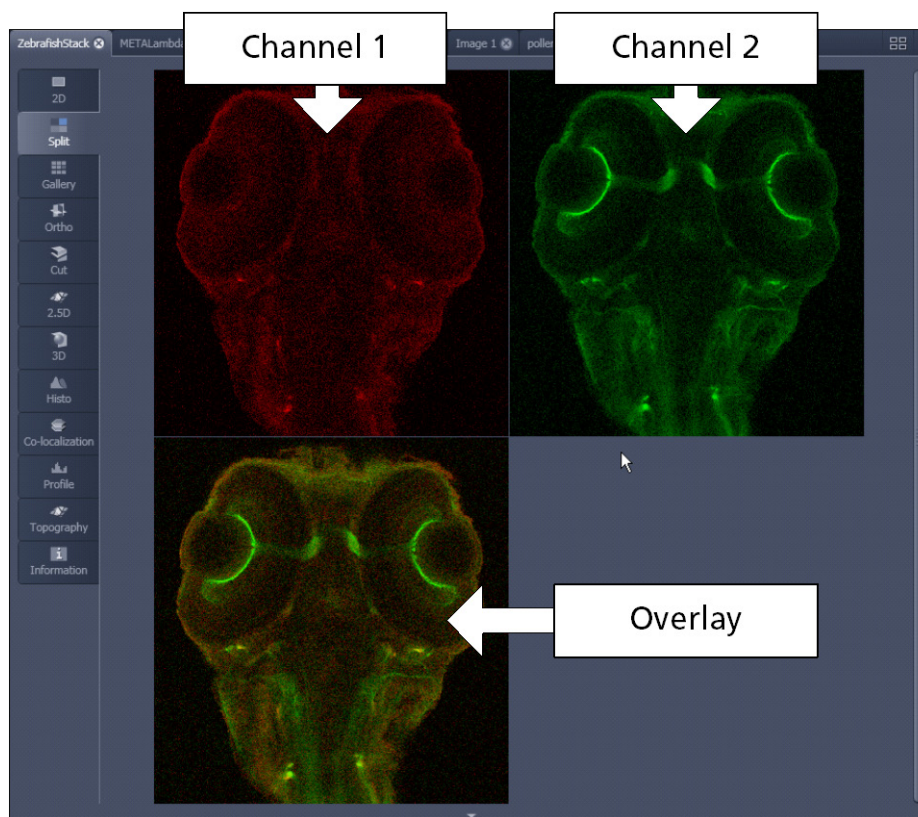 ZebrafishStack
METALambda
Image 1
pollen
Channel 1
Channel 2
2D
Split
Gallery
Ortho
Cut
2.5D
3D
Histo
Co-localization
Profile
Topography
Information
Overlay